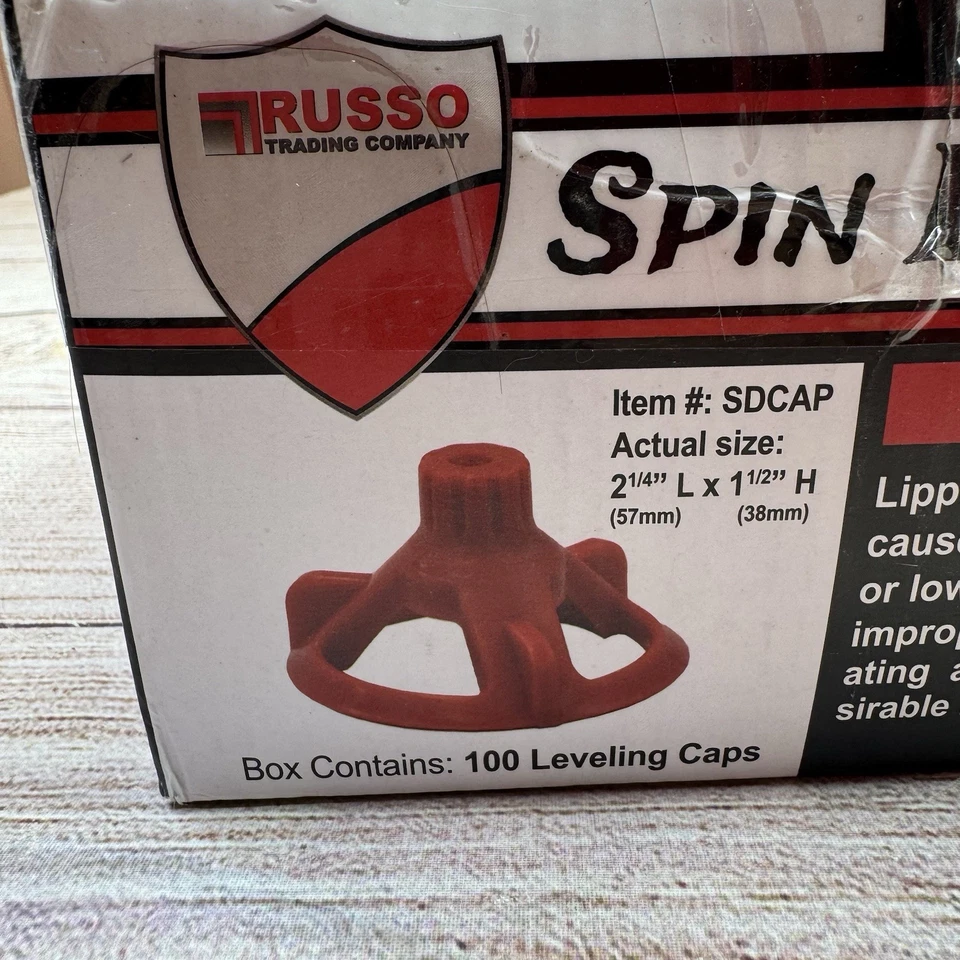 RUSSO
TRADING COMPANY
SPIN
Item #: SDCAP
Actual size:
2 1/4” L x 1 1/2” H
(57mm) (38mm)
Lipp
cause
or low
improp
ating a
sirable
Box Contains: 100 Leveling Caps